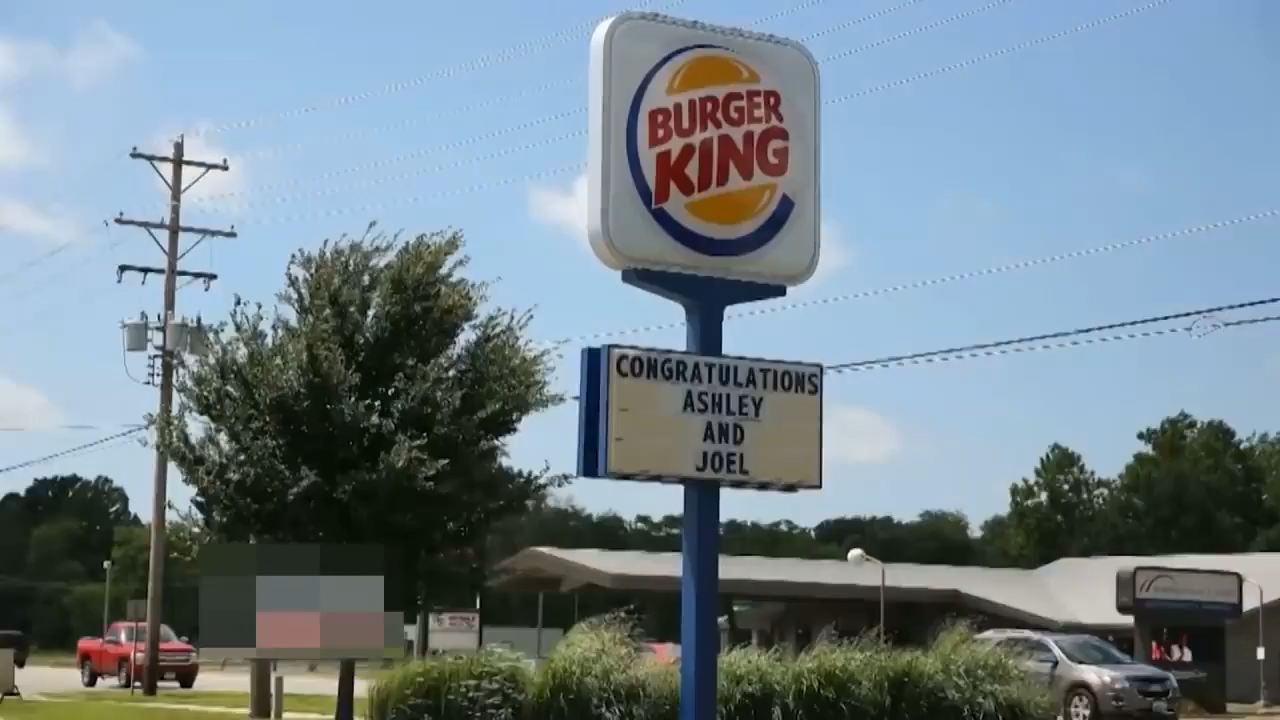 BURGER
KING
CONGRATULATIONS
ASHLEY
AND
JOEL